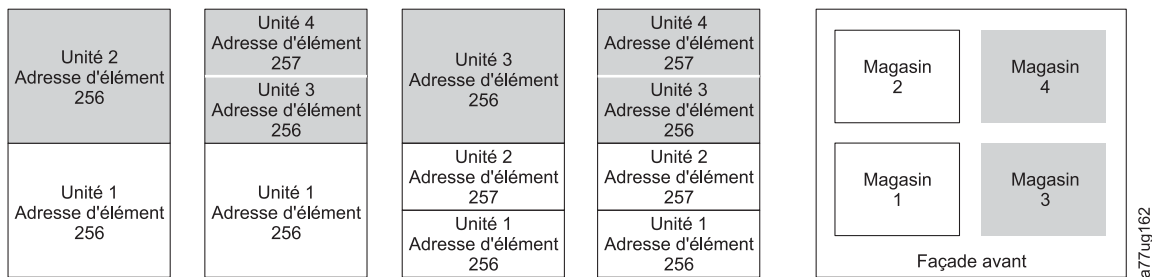 Unité 2
Adresse d'élément
256
Unité 1
Adresse d'élément
256
Unité 4
Adresse d'élément
257
Unité 3
Adresse d'élément
256
Unité 1
Adresse d'élément
256
Unité 3
Adresse d'élément
256
Unité 2
Adresse d'élément
257
Unité 1
Adresse d'élément
256
Unité 4
Adresse d'élément
257
Unité 3
Adresse d'élément
256
Unité 2
Adresse d'élément
257
Unité 1
Adresse d'élément
256
Magasin
2
Magasin
4
Magasin
1
Magasin
3
Façade avant
a77ug162